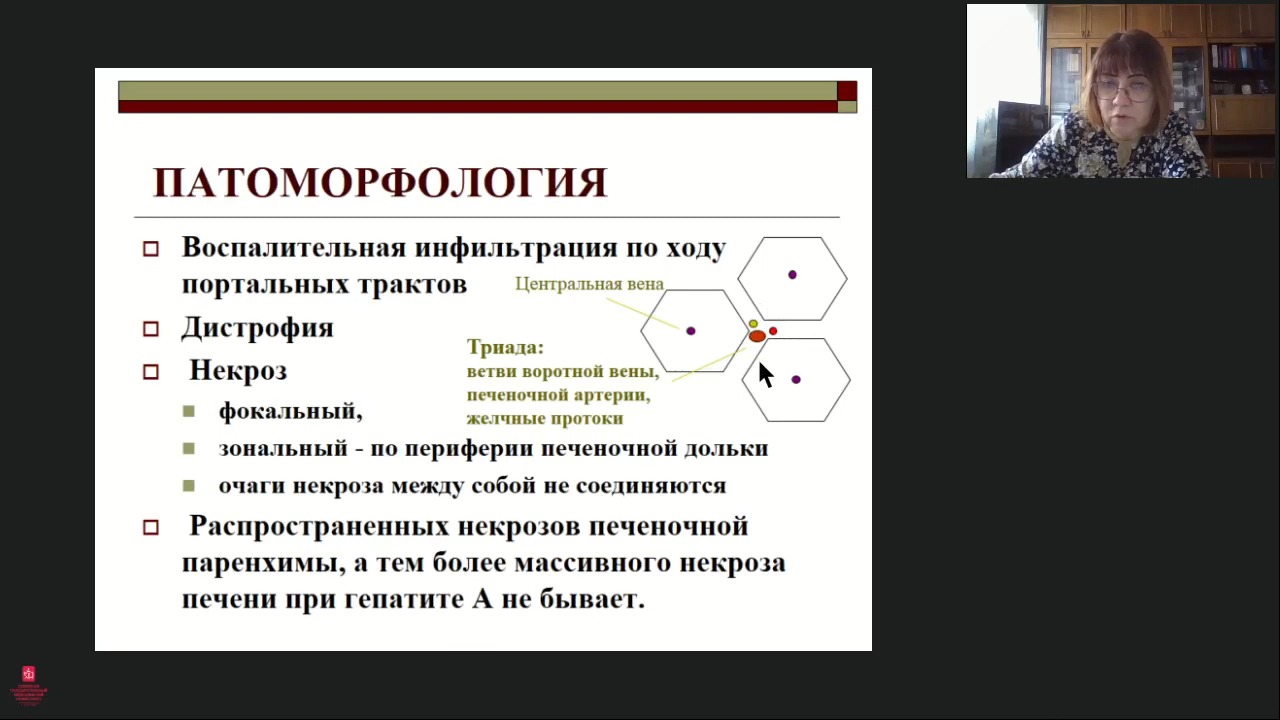 ПАТОМОРФОЛОГИЯ
Воспалительная инфильтрация по ходу
портальных трактов
Центральная вена
Дистрофия
Триада:
ветви воротной вены,
печеночной артерии,
желчные протоки
Некроз
фокальный,
зональный - по периферии печеночной дольки
очаги некроза между собой не соединяются
Распространенных некрозов печеночной
паренхимы, а тем более массивного некроза
печени при гепатите А не бывает.